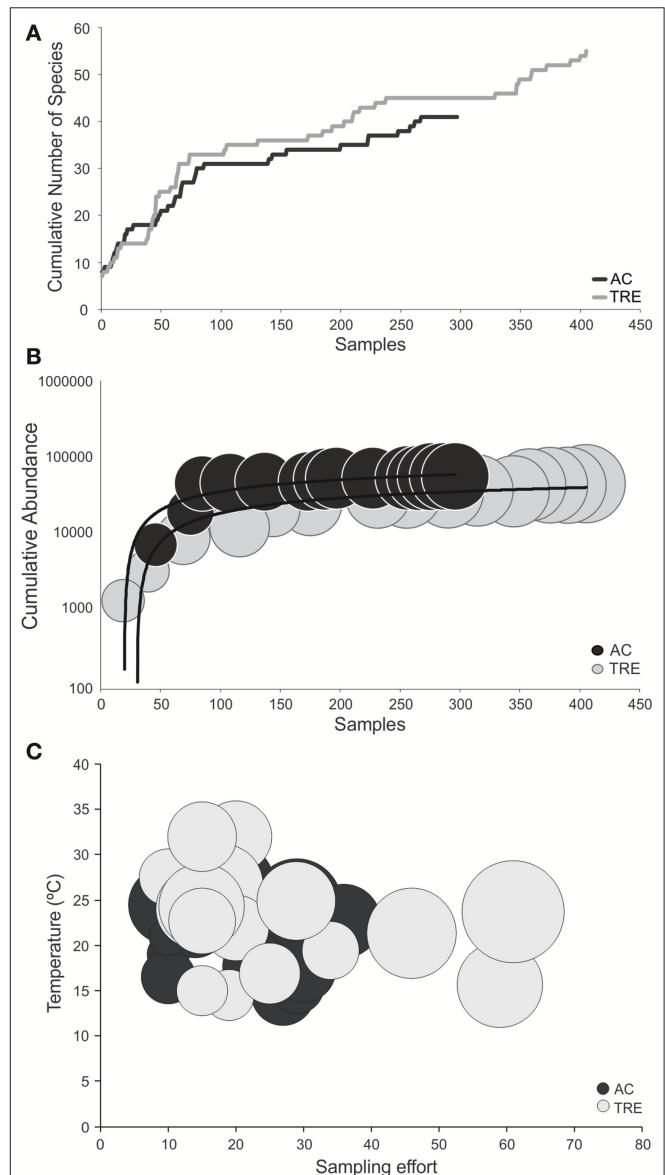 A
Cumulative Number of Species
60
50
40
30
20
10
0
0 50 100 150 200 250 300 350 400 450
Samples
AC
TRE
B
Cumulative Abundance
1000000
100000
10000
1000
100
0 50 100 150 200 250 300 350 400 450
Samples
AC
TRE
C
Temperature (ºC)
40
35
30
25
20
15
10
5
0
0 10 20 30 40 50 60 70 80
Sampling effort
AC
TRE